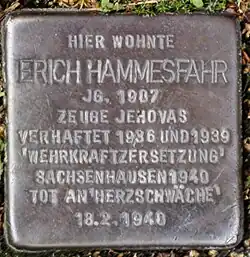 HIER WOHNTE
ERICH HAMMESFAHR
JG. 1907
ZEUGE JEHOVAS
VERHAFTET 1936 UND 1939
'WEHRKRAFTZERSETZUNG'
SACHSENHAUSEN 1940
TOT AN 'HERZSCHWÄCHE'
18.2.1940